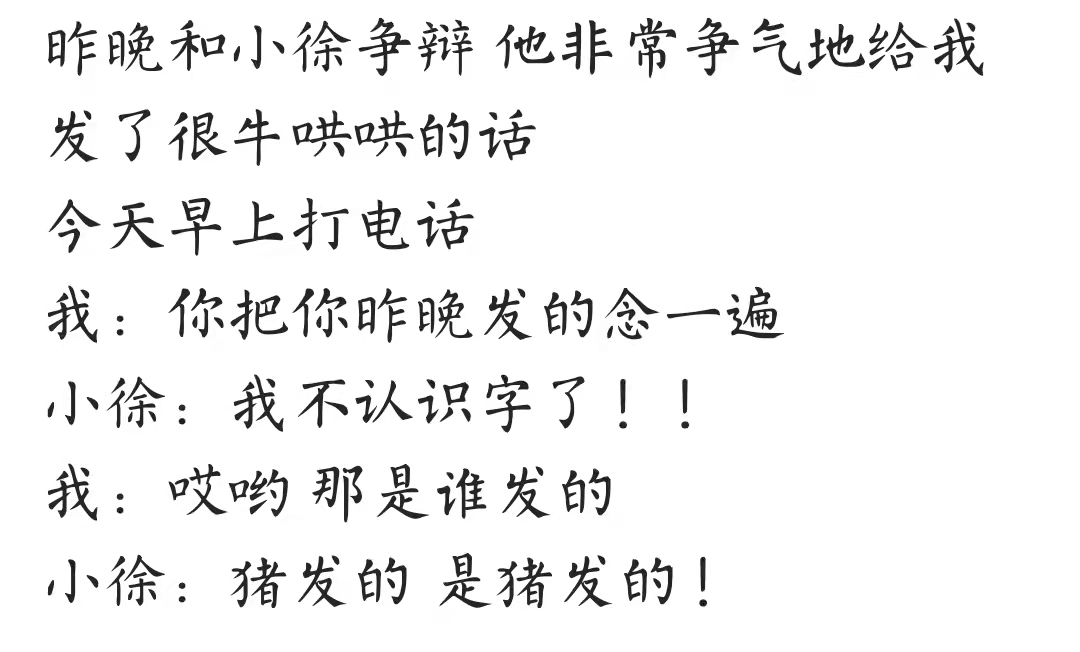 昨晚和小徐争辩 他非常争气地给我
发了很牛哄哄的话
今天早上打电话
我：你把你昨晚发的念一遍
小徐：我不认识字了！！
我：哎哟 那是谁发的
小徐：猪发的 是猪发的！